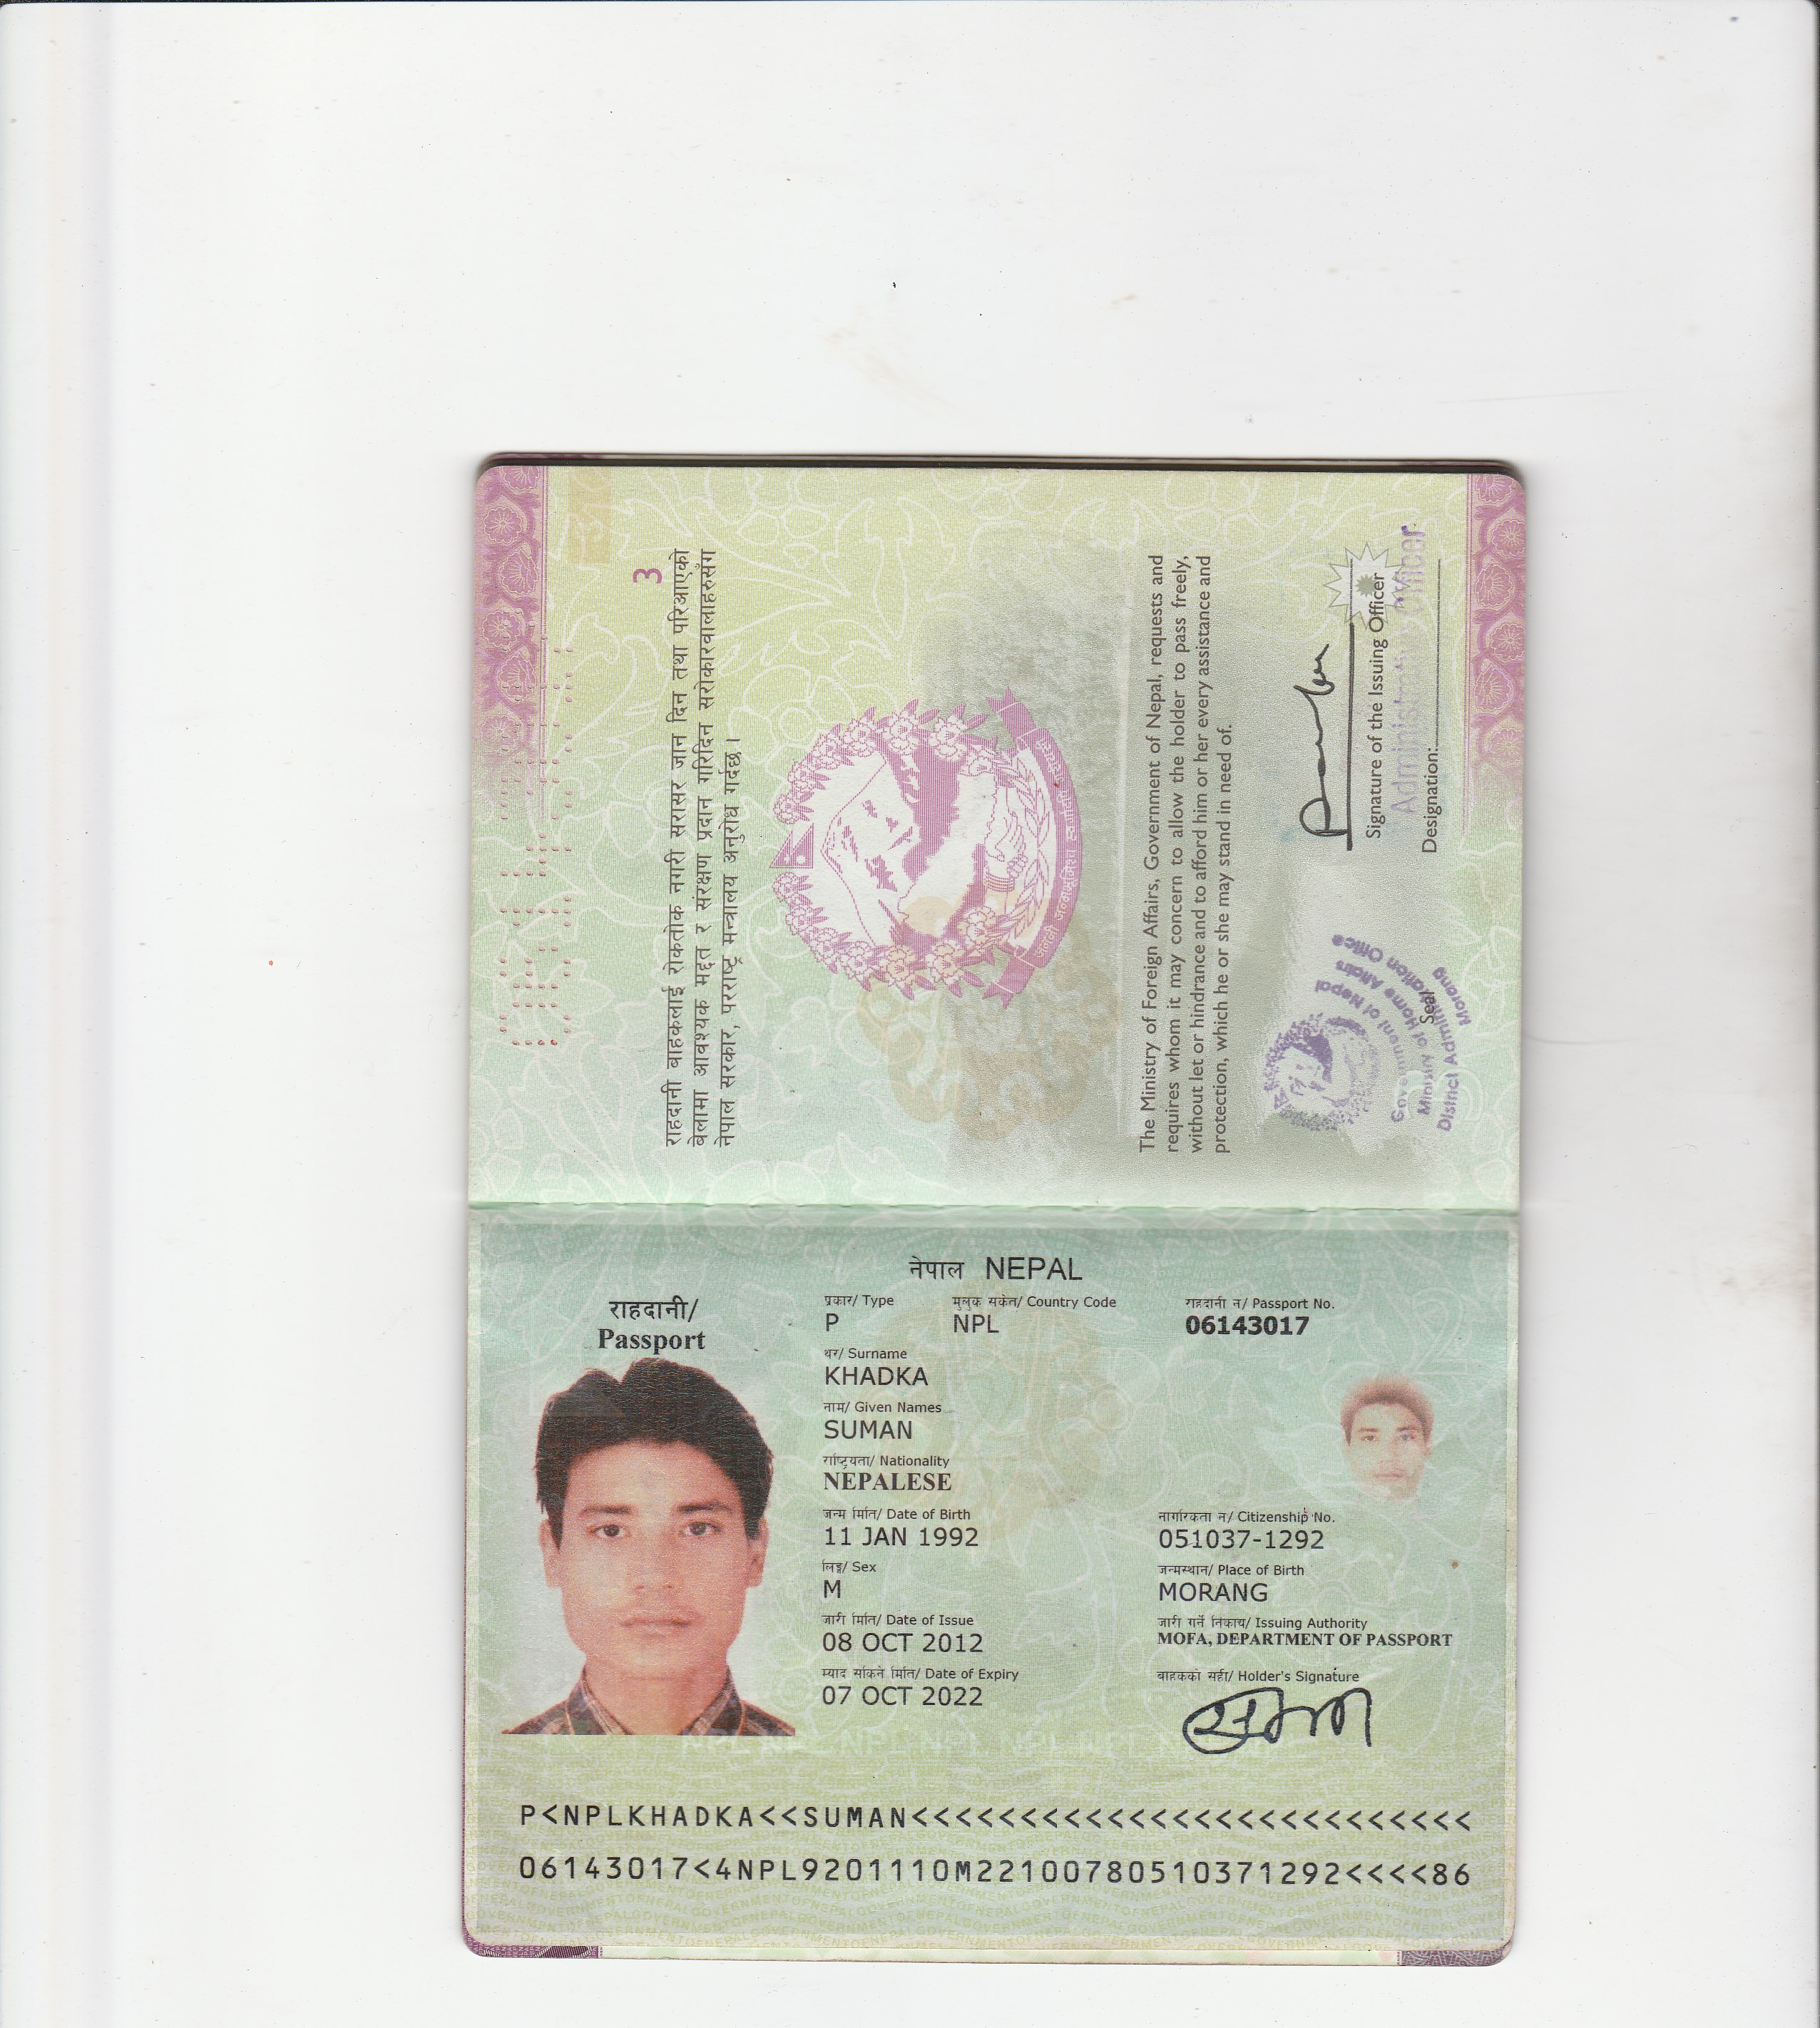 3
राहदानी बाहकलाई रोकतोक नगरी सरासर जान दिन तथा परिआएको
बेलामा आवश्यक मद्दत र संरक्षण प्रदान गरिदिन सरोकारवालाहरुसँग
नेपाल सरकार, परराष्ट्र मन्त्रालय अनुरोध गर्दछ।
The Ministry of Foreign Affairs, Government of Nepal, requests and
requires whom it may concern to allow the holder to pass freely,
without let or hindrance and to afford him or her every assistance and
protection, which he or she may stand in need of.
Signature of the Issuing Officer
Administrative Officer
Designation:
Seal
Government of Nepal
Ministry of Home Affairs
District Administration Office
Morang
नेपाल NEPAL
राहदानी/
Passport
प्रकार/ Type
मुलुक संकेत/ Country Code
राहदानी नं/ Passport No.
P
NPL
06143017
थर/ Surname
KHADKA
नाम/ Given Names
SUMAN
राष्ट्रियता/ Nationality
NEPALESE
जन्म मिति/ Date of Birth
नागरिकता नं/ Citizenship No.
11 JAN 1992
051037-1292
लिङ्ग/ Sex
जन्मस्थान/ Place of Birth
M
MORANG
जारी मिति/ Date of Issue
जारी गर्ने निकाय/ Issuing Authority
08 OCT 2012
MOFA, DEPARTMENT OF PASSPORT
म्याद सकिने मिति/ Date of Expiry
वाहकको सही/ Holder's Signature
07 OCT 2022
सुमन
P<NPLKHADKA<<SUMAN<<<<<<<<<<<<<<<<<<<<<<<<<<
06143017<4NPL9201110M22100780510371292<<<<86